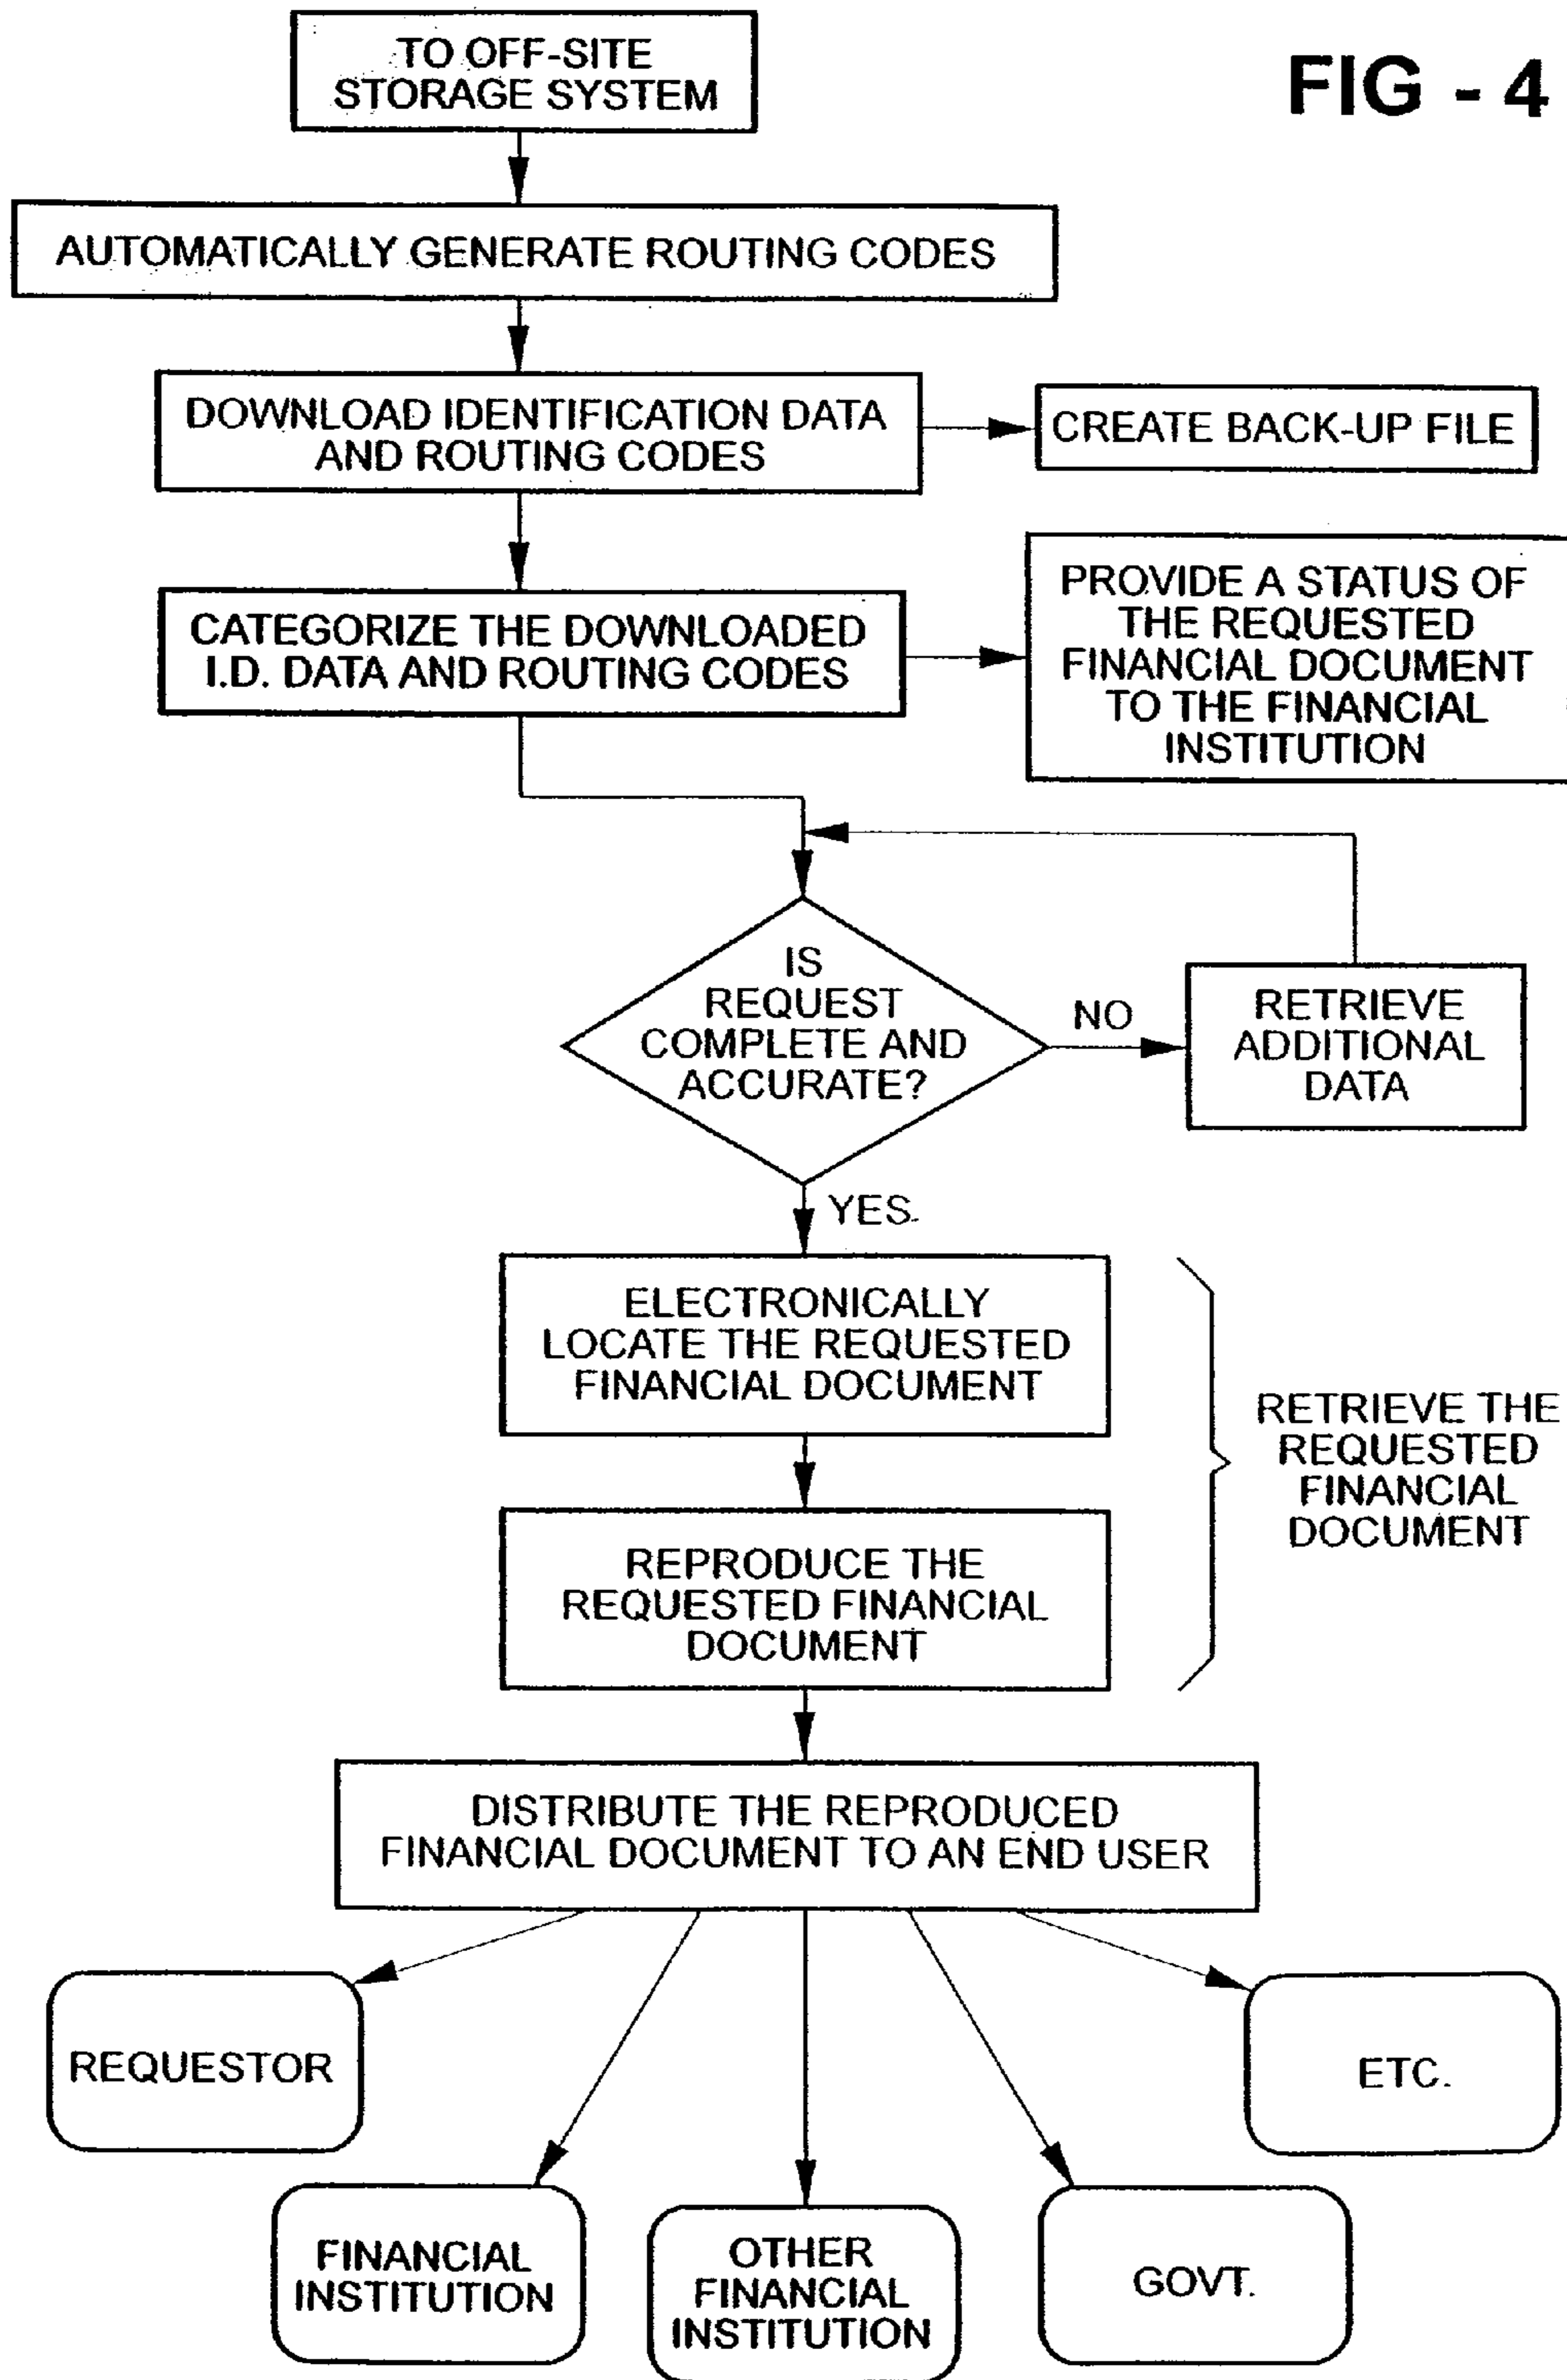 TO OFF-SITE
STORAGE SYSTEM
FIG - 4
AUTOMATICALLY GENERATE ROUTING CODES
DOWNLOAD IDENTIFICATION DATA
AND ROUTING CODES
CREATE BACK-UP FILE
CATEGORIZE THE DOWNLOADED
I.D. DATA AND ROUTING CODES
PROVIDE A STATUS OF
THE REQUESTED
FINANCIAL DOCUMENT
TO THE FINANCIAL
INSTITUTION
IS
REQUEST
COMPLETE AND
ACCURATE?
NO
RETRIEVE
ADDITIONAL
DATA
YES
ELECTRONICALLY
LOCATE THE REQUESTED
FINANCIAL DOCUMENT
RETRIEVE THE
REQUESTED
FINANCIAL
DOCUMENT
REPRODUCE THE
REQUESTED FINANCIAL
DOCUMENT
DISTRIBUTE THE REPRODUCED
FINANCIAL DOCUMENT TO AN END USER
REQUESTOR
ETC.
FINANCIAL
INSTITUTION
OTHER
FINANCIAL
INSTITUTION
GOVT.